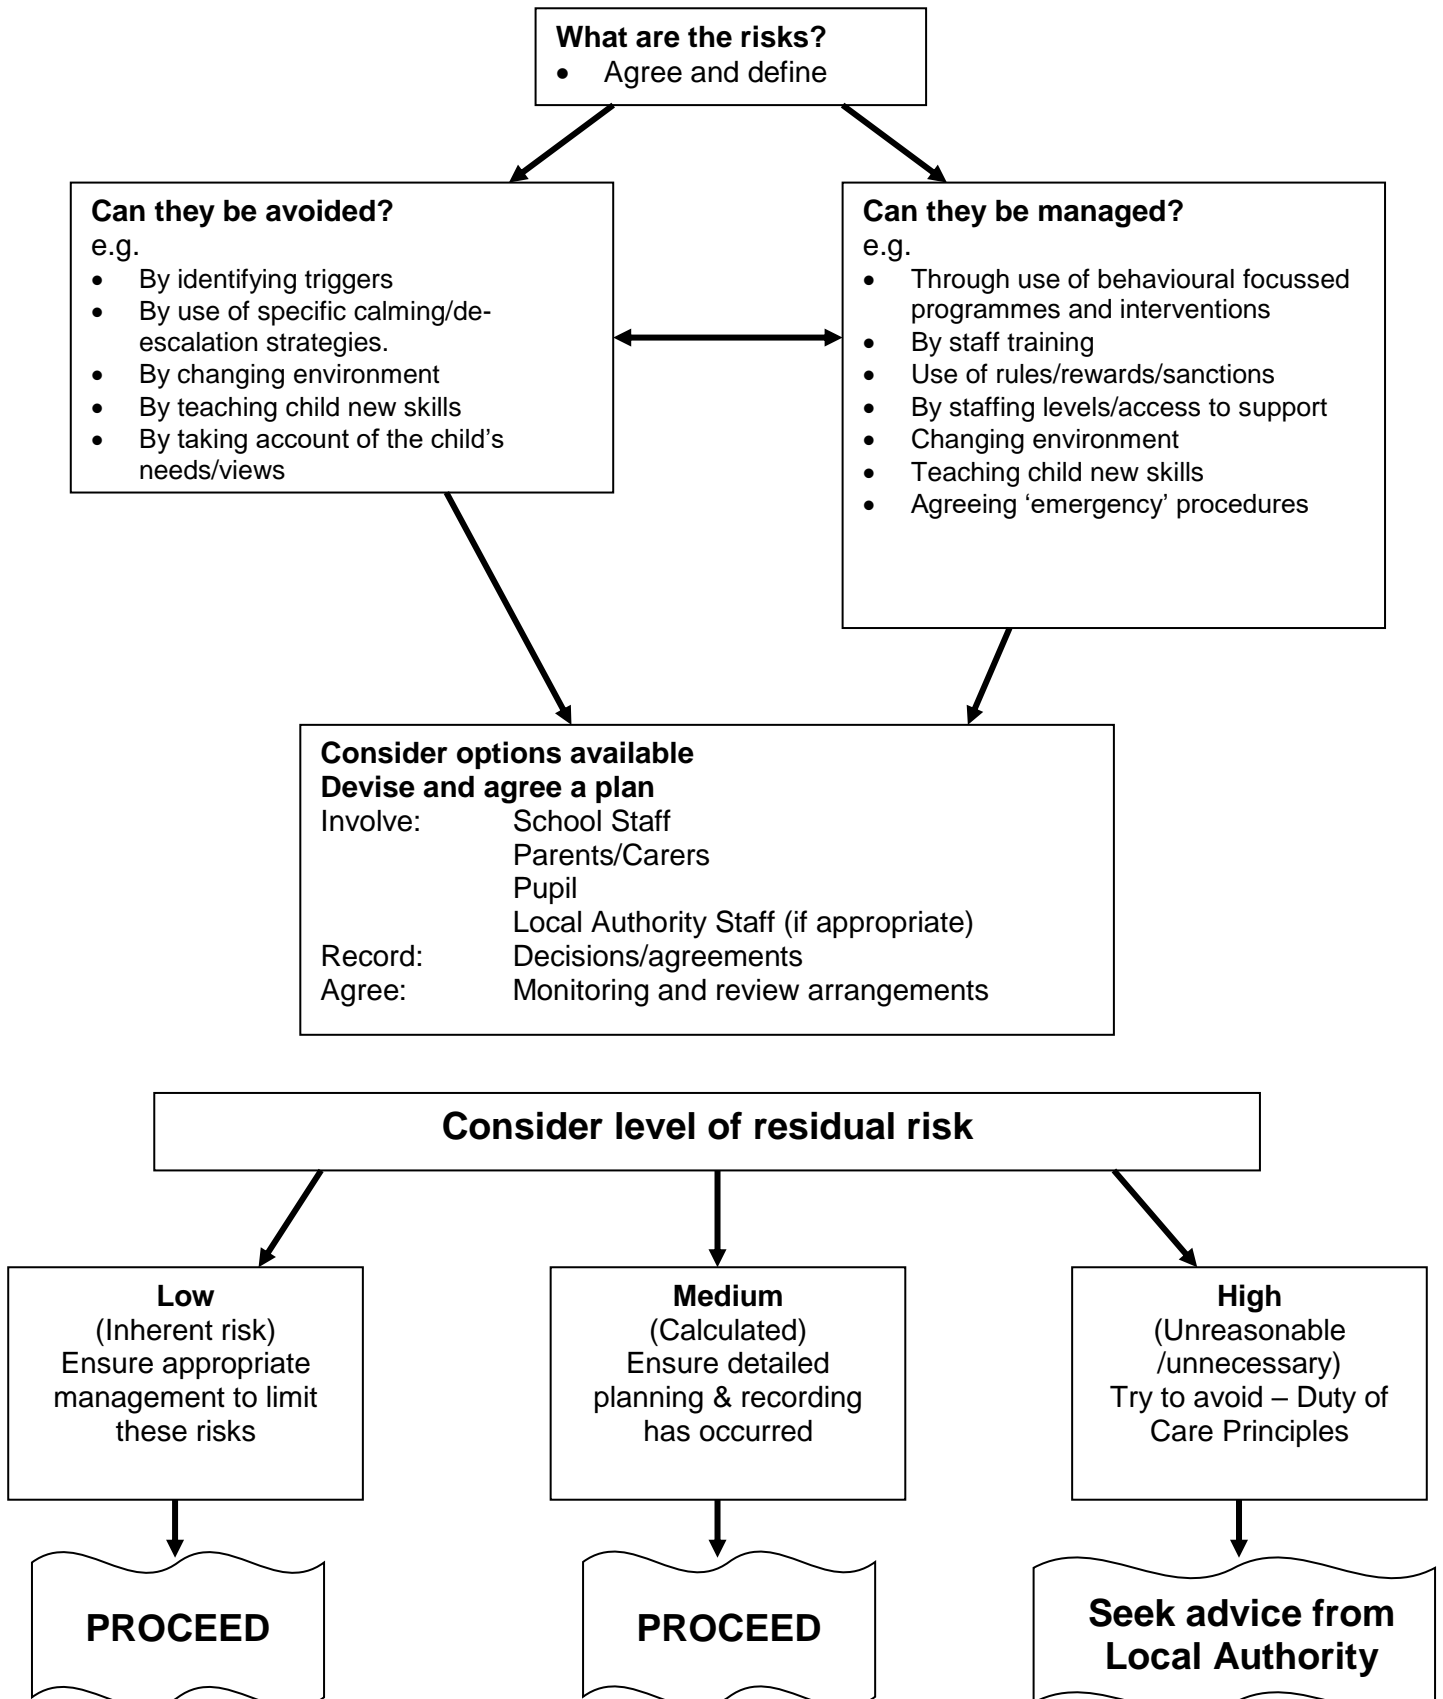 What are the risks?
• Agree and define
Can they be avoided?
e.g.
• By identifying triggers
• By use of specific calming/de-
escalation strategies.
• By changing environment
• By teaching child new skills
• By taking account of the child’s
needs/views
Can they be managed?
e.g.
• Through use of behavioural focussed
programmes and interventions
• By staff training
• Use of rules/rewards/sanctions
• By staffing levels/access to support
• Changing environment
• Teaching child new skills
• Agreeing ‘emergency’ procedures
Consider options available
Devise and agree a plan
Involve: School Staff
Parents/Carers
Pupil
Local Authority Staff (if appropriate)
Record: Decisions/agreements
Agree: Monitoring and review arrangements
Consider level of residual risk
Low
(Inherent risk)
Ensure appropriate
management to limit
these risks
Medium
(Calculated)
Ensure detailed
planning & recording
has occurred
High
(Unreasonable
/unnecessary)
Try to avoid – Duty of
Care Principles
PROCEED
PROCEED
Seek advice from
Local Authority